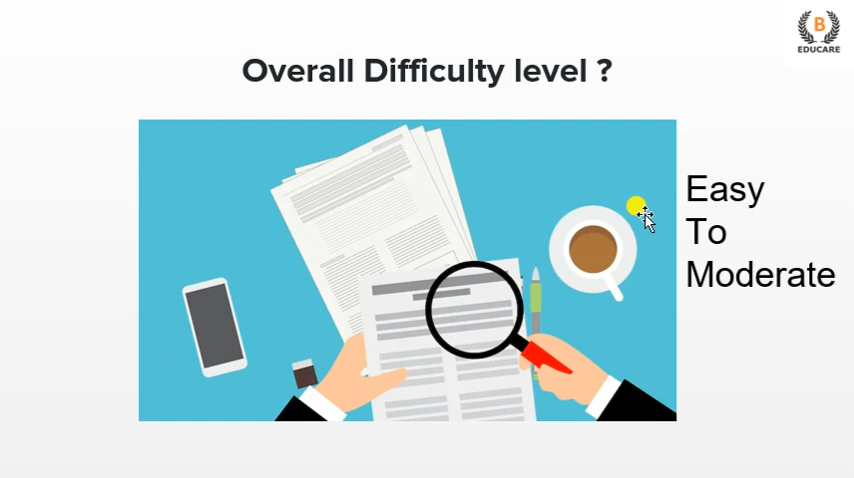 B
EDUCARE
Overall Difficulty level ?
Easy
To
Moderate